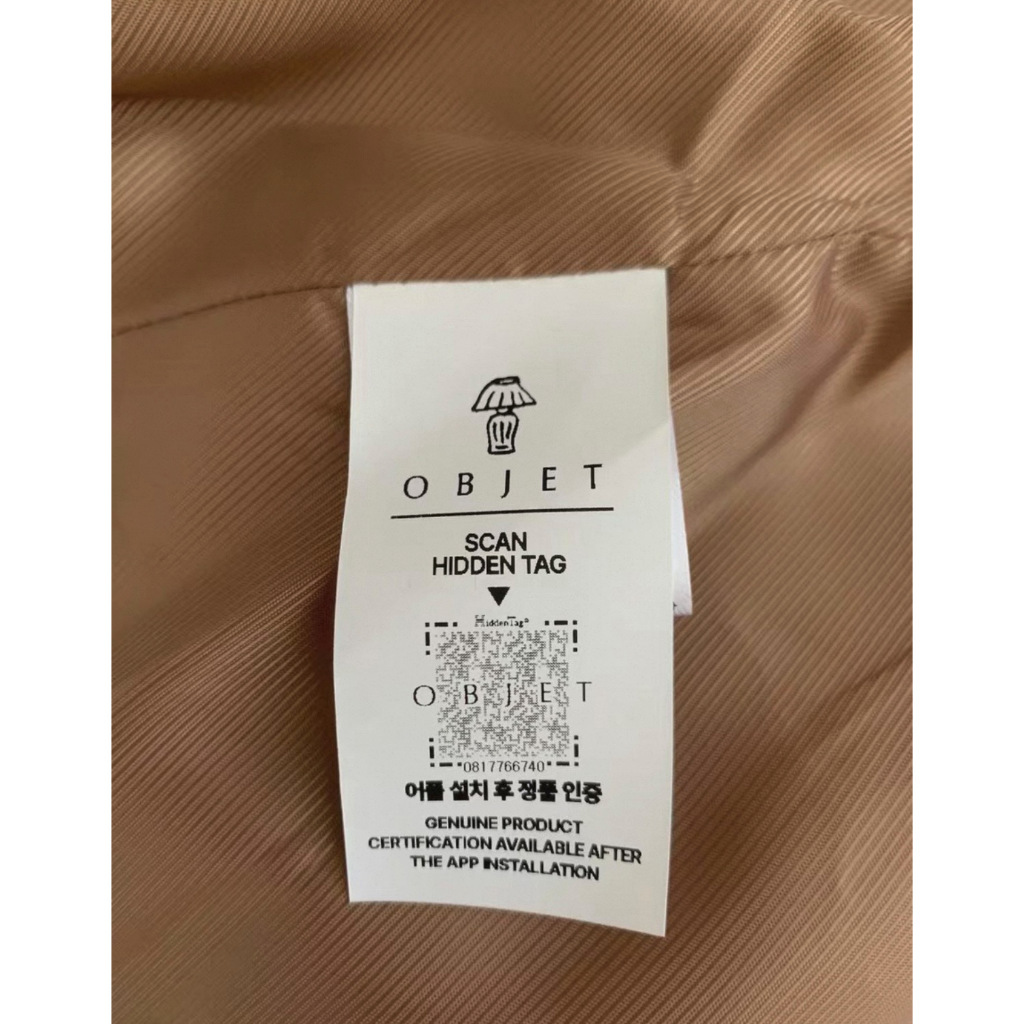 OBJET
SCAN
HIDDEN TAG
HiddenTag®
OBJET
0817766740
어플 설치 후 정품 인증
GENUINE PRODUCT
CERTIFICATION AVAILABLE AFTER
THE APP INSTALLATION